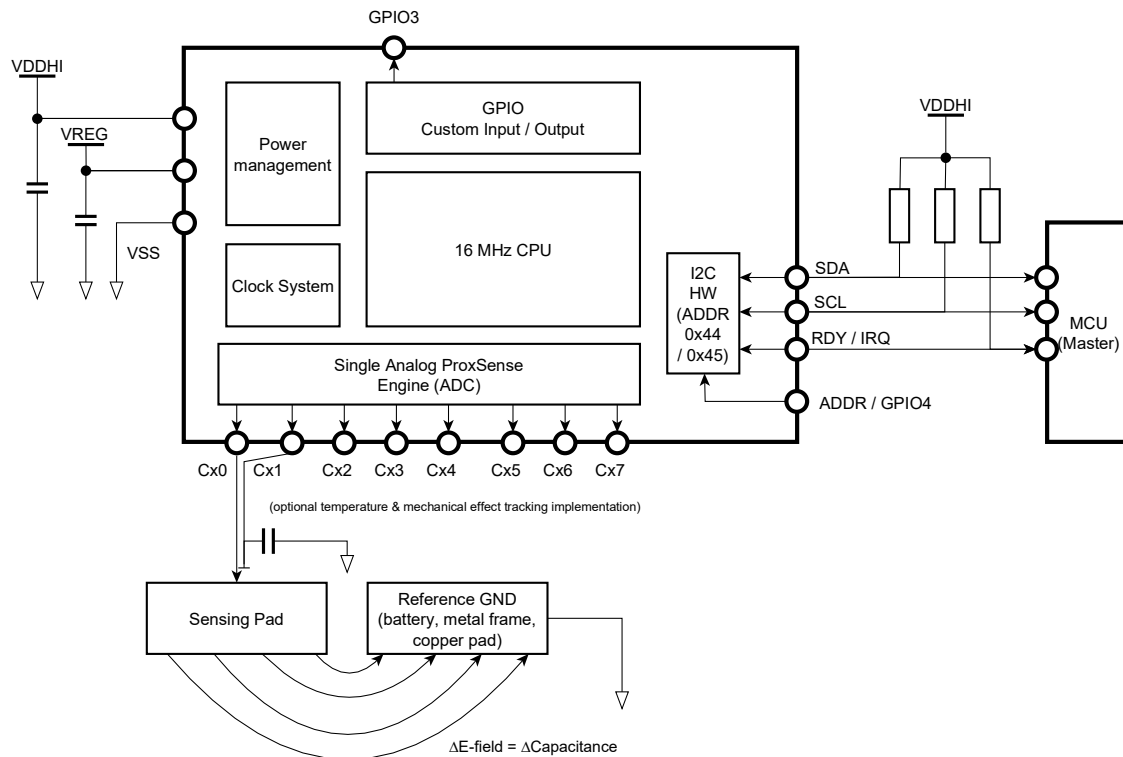 GPIO3
VDDHI
VREG
VSS
Power
management
GPIO
Custom Input / Output
16 MHz CPU
Clock System
Single Analog ProxSense
Engine (ADC)
I2C
HW
(ADDR
0x44
/ 0x45)
VDDHI
SDA
SCL
RDY / IRQ
ADDR / GPIO4
MCU
(Master)
Cx0
Cx1
Cx2
Cx3
Cx4
Cx5
Cx6
Cx7
(optional temperature & mechanical effect tracking implementation)
Sensing Pad
Reference GND
(battery, metal frame,
copper pad)
ΔE-field = ΔCapacitance